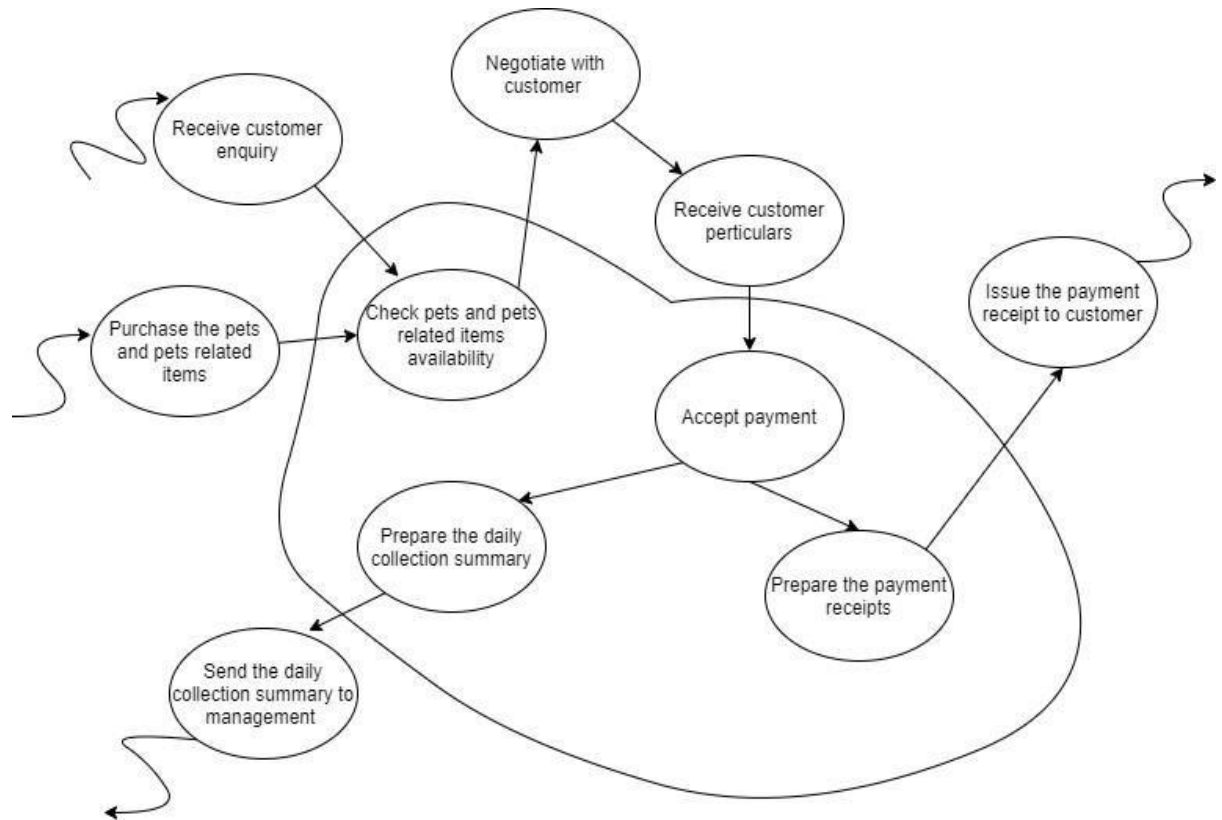 Negotiate with
customer
Receive customer
enquiry
Receive customer
perticulars
Issue the payment
receipt to customer
Purchase the pets
and pets related
items
Check pets and pets
related items
availability
Accept payment
Prepare the daily
collection summary
Prepare the payment
receipts
Send the daily
collection summary to
management